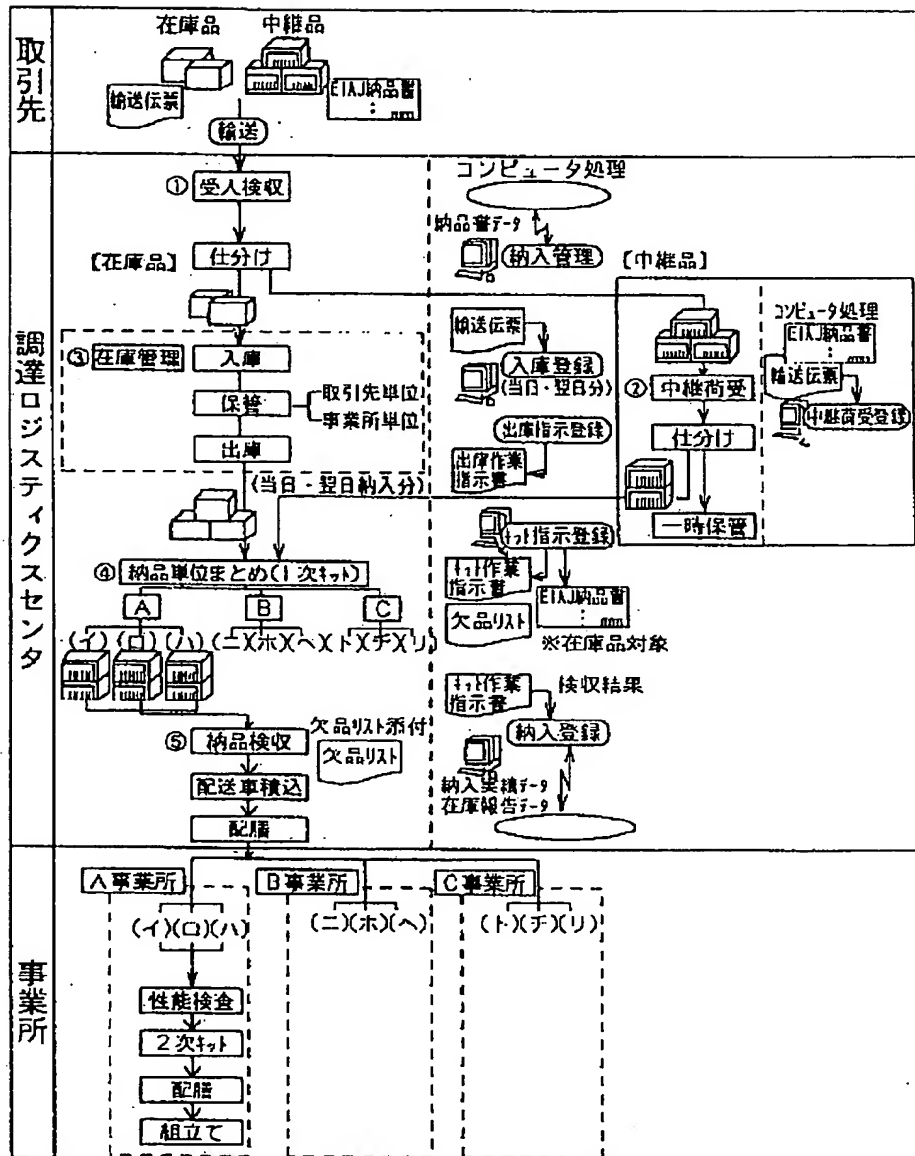 取引先
在庫品
中継品
輸送伝票
EIAJ納品書
輸送
調達ロジスティクスセンタ
① 受入検収
仕分け
【在庫品】
コンピュータ処理
納品書データ
納入管理
【中継品】
③ 在庫管理
入庫
保管
取引先単位
事業所単位
出庫
輸送伝票
入庫登録
(当日・翌日分)
出庫指示登録
出庫作業
指示書
コンピュータ処理
EIAJ納品書
輸送伝票
② 中継荷受
中継荷受登録
仕分け
一時保管
(当日・翌日納入分)
④ 納品単位まとめ(1次キット)
A
B
C
(イ)(ロ)(ハ)(ニ)(ホ)(ヘ)(ト)(チ)(リ)
キット指示登録
キット作業
指示書
EIAJ納品書
欠品リスト
※在庫品対象
⑤ 納品検収
欠品リスト添付
欠品リスト
配送車積込
配膳
キット作業
指示書
検収結果
納入登録
納入実績データ
在庫報告データ
事業所
A事業所
B事業所
C事業所
(イ)(ロ)(ハ)
(ニ)(ホ)(ヘ)
(ト)(チ)(リ)
性能検査
2次キット
配膳
組立て